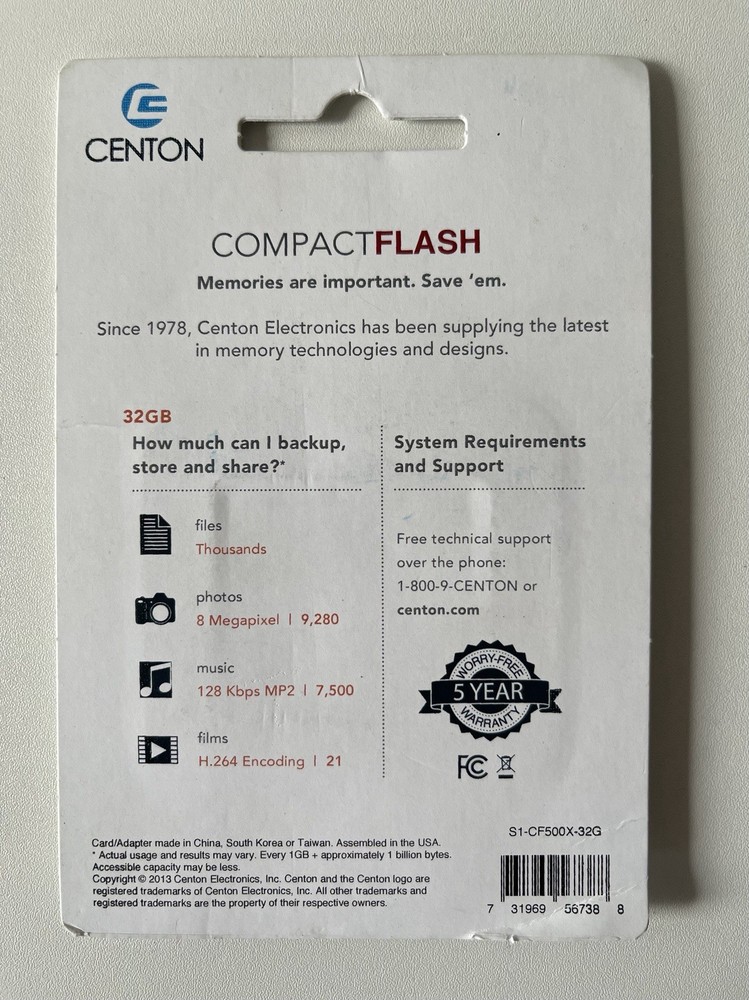 CENTON
COMPACTFLASH
Memories are important. Save ‘em.
Since 1978, Centon Electronics has been supplying the latest
in memory technologies and designs.
32GB
How much can I backup,
store and share?*
files
Thousands
photos
8 Megapixel | 9,280
music
128 Kbps MP2 | 7,500
films
H.264 Encoding | 21
System Requirements
and Support
Free technical support
over the phone:
1-800-9-CENTON or
centon.com
WORRY-FREE
5 YEAR
WARRANTY
FC
S1-CF500X-32G
Card/Adapter made in China, South Korea or Taiwan. Assembled in the USA.
* Actual usage and results may vary. Every 1GB + approximately 1 billion bytes.
Accessible capacity may be less.
Copyright © 2013 Centon Electronics, Inc. Centon and the Centon logo are
registered trademarks of Centon Electronics, Inc. All other trademarks and
registered trademarks are the property of their respective owners.
7 31969 56738 8